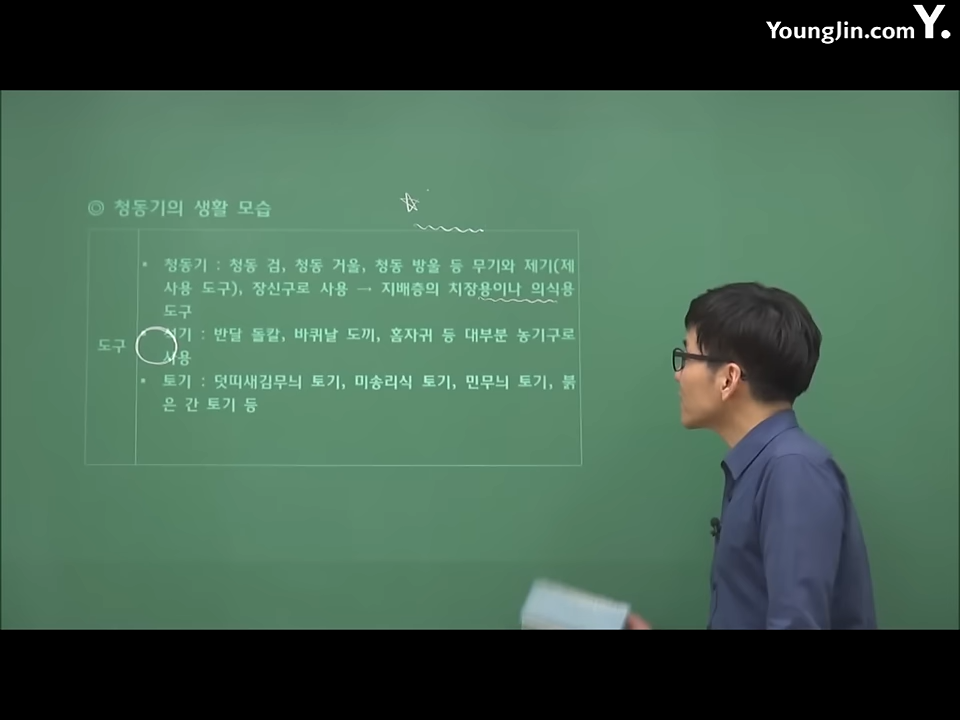 YoungJin.com Y.
◎ 청동기의 생활 모습
도구
• 청동기 : 청동 검, 청동 거울, 청동 방울 등 무기와 제기(제
사용 도구), 장신구로 사용 → 지배층의 치장용이나 의식용
도구
• 석기 : 반달 돌칼, 바퀴날 도끼, 홈자귀 등 대부분 농기구로
사용
• 토기 : 덧띠새김무늬 토기, 미송리식 토기, 민무늬 토기, 붉
은 간 토기 등